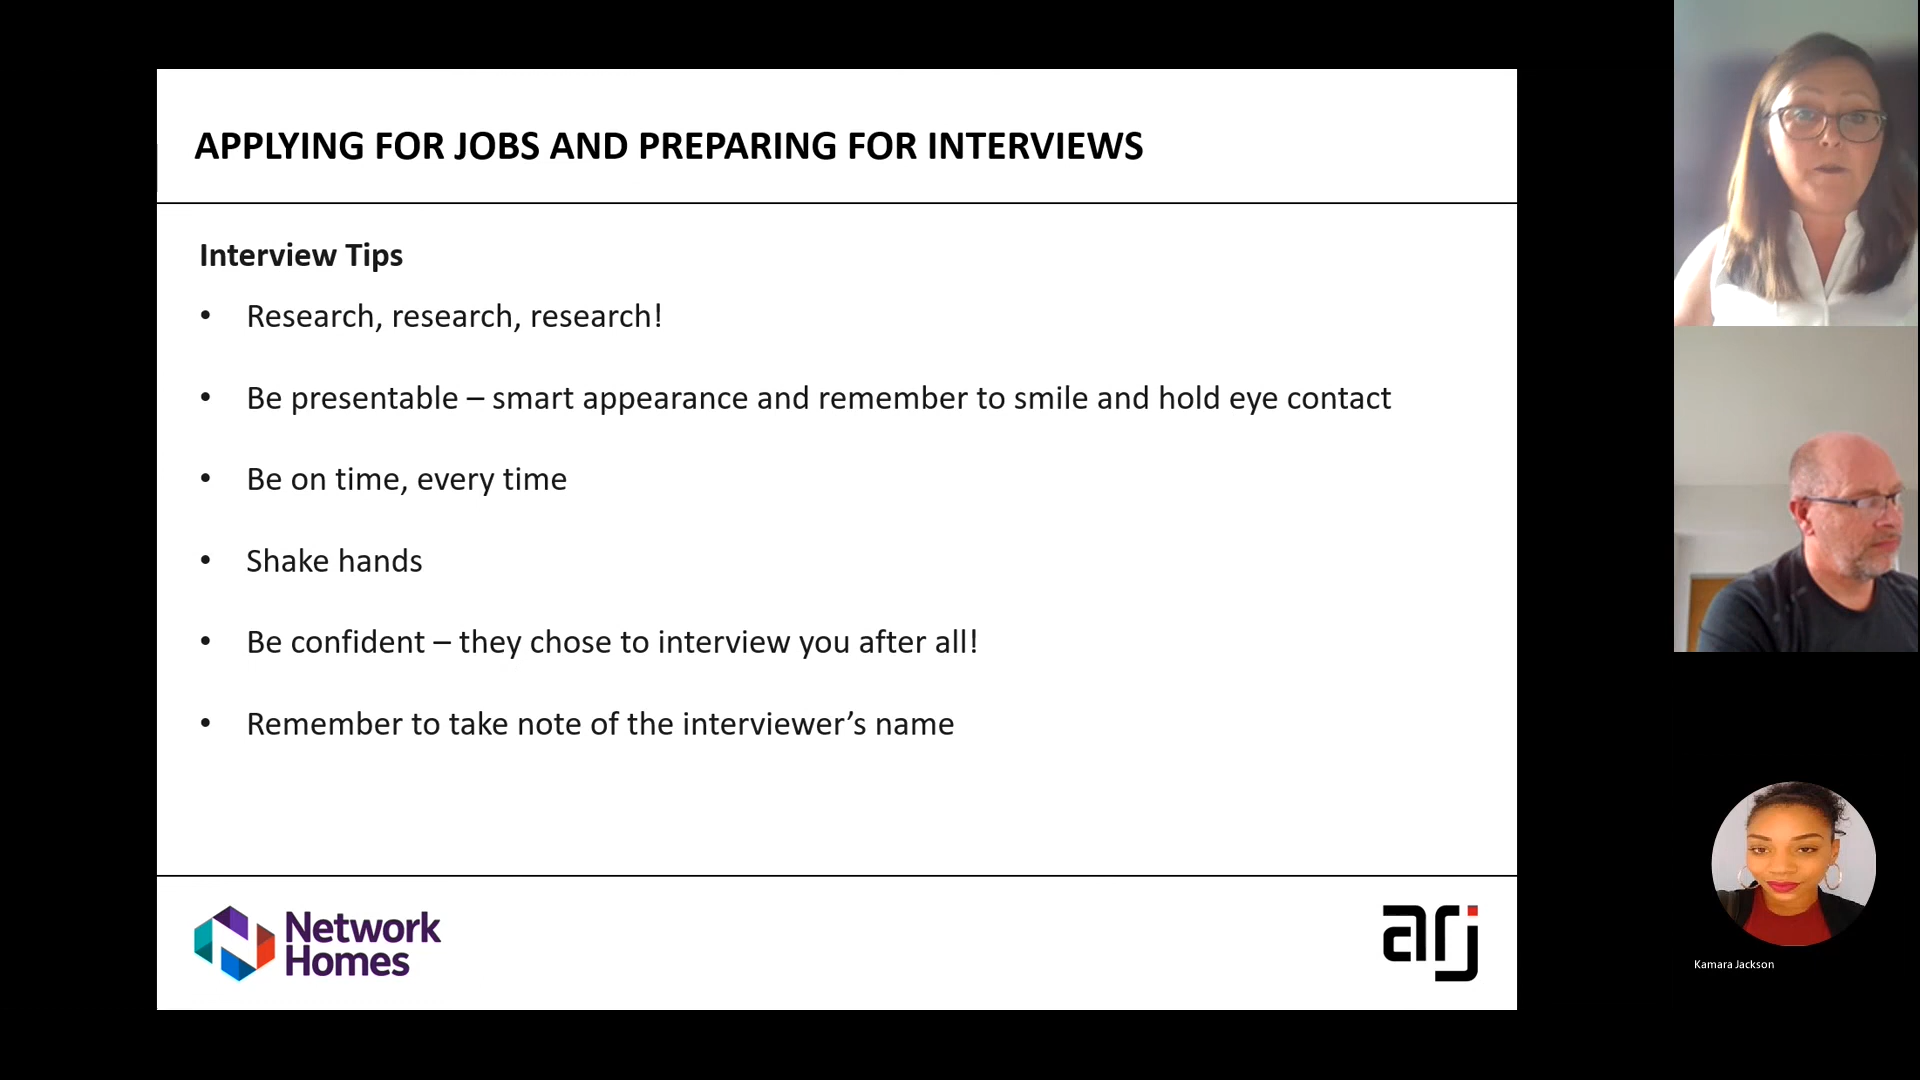 APPLYING FOR JOBS AND PREPARING FOR INTERVIEWS
Interview Tips
• Research, research, research!
• Be presentable – smart appearance and remember to smile and hold eye contact
• Be on time, every time
• Shake hands
• Be confident – they chose to interview you after all!
• Remember to take note of the interviewer’s name
Network
Homes
arj
Kamara Jackson